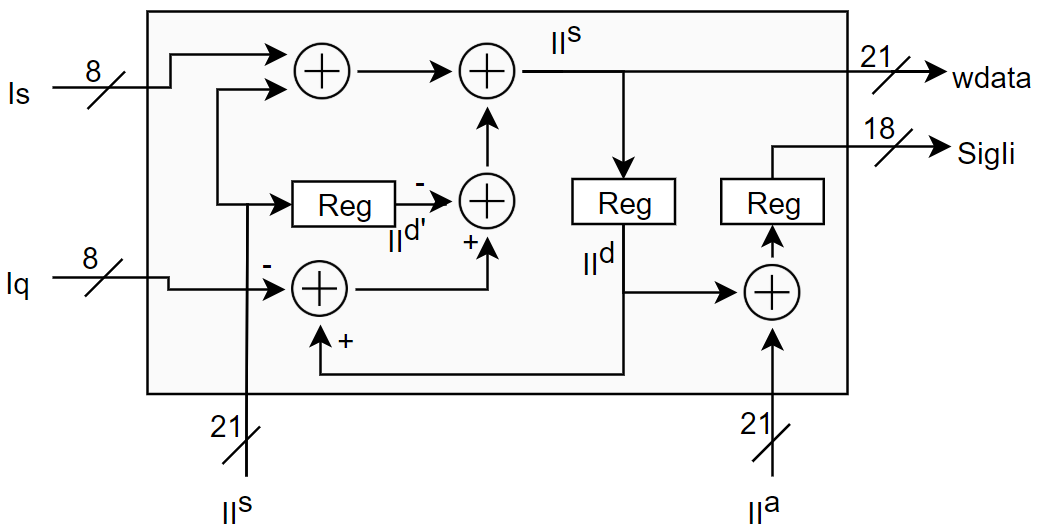 II^s
21
wdata
8
Is
18
SigIi
Reg
-
II^d'
+
Reg
Reg
II^d
8
Iq
-
+
21
21
II^s
II^a